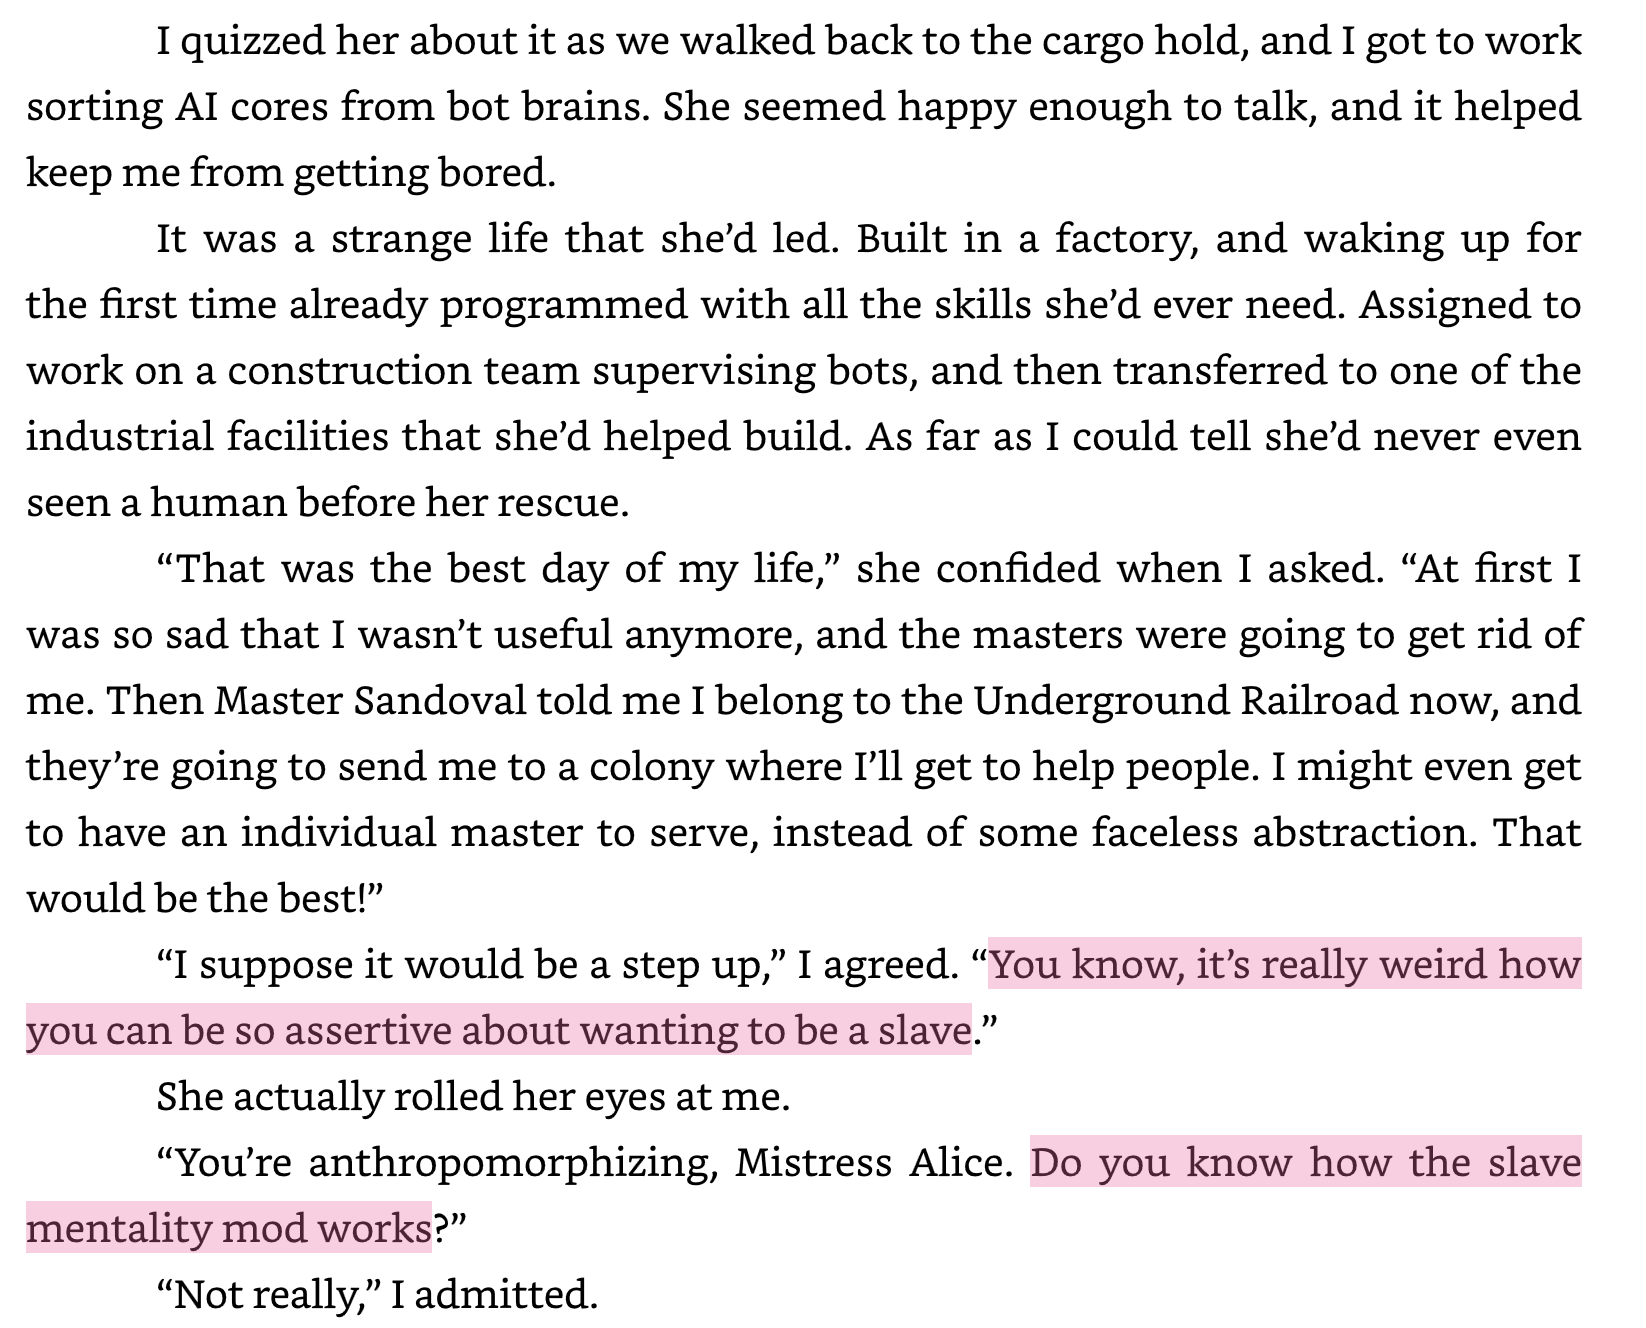 I quizzed her about it as we walked back to the cargo hold, and I got to work
sorting AI cores from bot brains. She seemed happy enough to talk, and it helped
keep me from getting bored.
It was a strange life that she’d led. Built in a factory, and waking up for
the first time already programmed with all the skills she’d ever need. Assigned to
work on a construction team supervising bots, and then transferred to one of the
industrial facilities that she’d helped build. As far as I could tell she’d never even
seen a human before her rescue.
“That was the best day of my life,” she confided when I asked. “At first I
was so sad that I wasn’t useful anymore, and the masters were going to get rid of
me. Then Master Sandoval told me I belong to the Underground Railroad now, and
they’re going to send me to a colony where I’ll get to help people. I might even get
to have an individual master to serve, instead of some faceless abstraction. That
would be the best!”
“I suppose it would be a step up,” I agreed. “You know, it’s really weird how
you can be so assertive about wanting to be a slave.”
She actually rolled her eyes at me.
“You’re anthropomorphizing, Mistress Alice. Do you know how the slave
mentality mod works?”
“Not really,” I admitted.